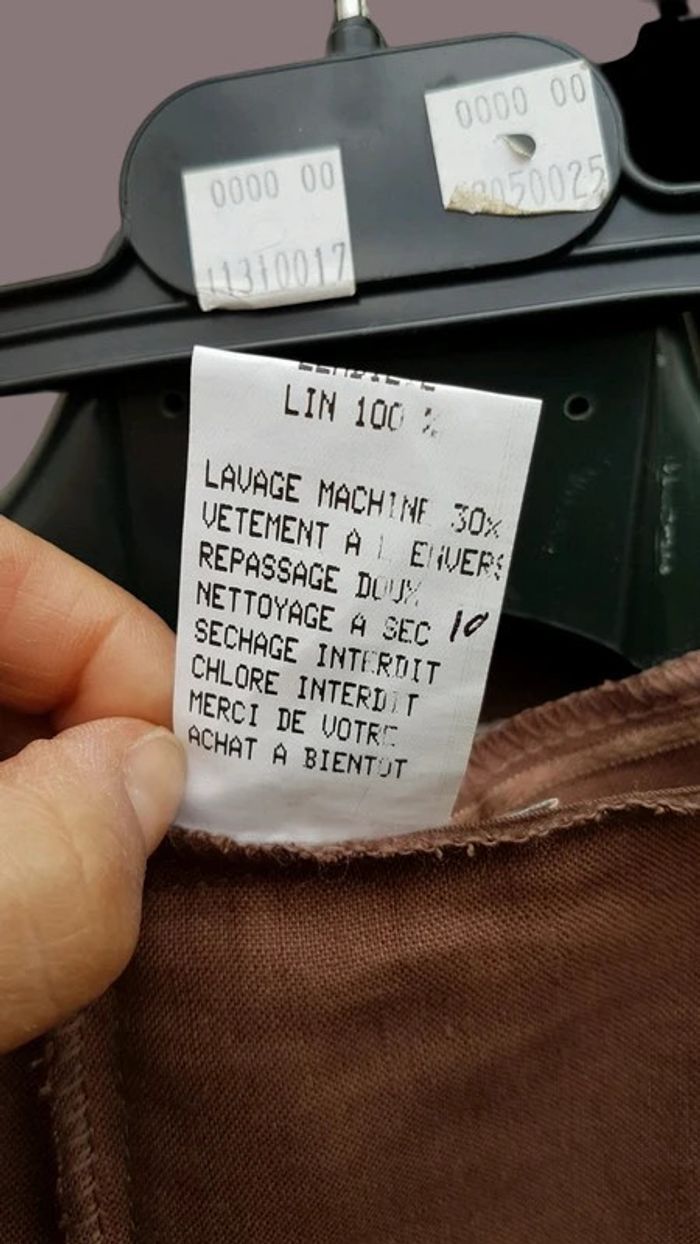 0000 00
050025
0000 00
11310017
LIN 100 %
LAVAGE MACHINE 30%
VETEMENT A L ENVERS
REPASSAGE DOUX
NETTOYAGE A SEC 10
SECHAGE INTERDIT
CHLORE INTERDIT
MERCI DE VOTRE
ACHAT A BIENTOT